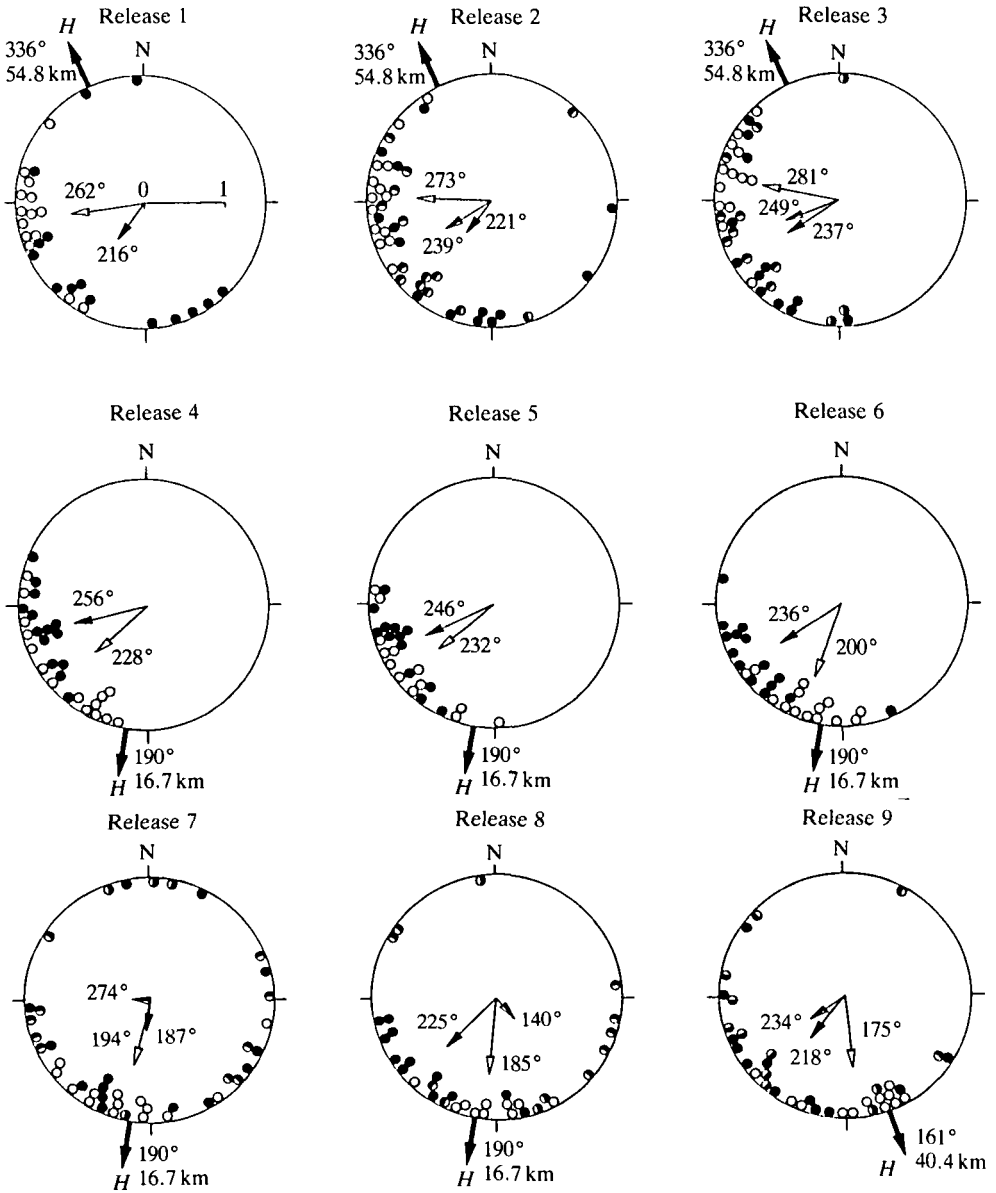 Release 1
H
336°
54.8 km
N
262°
0
1
216°
Release 2
H
336°
54.8 km
N
273°
221°
239°
Release 3
H
336°
54.8 km
N
281°
249°
237°
Release 4
N
256°
228°
190°
H 16.7 km
Release 5
N
246°
232°
190°
H 16.7 km
Release 6
N
236°
200°
190°
H 16.7 km
Release 7
N
274°
194°
187°
190°
H 16.7 km
Release 8
N
225°
140°
185°
190°
H 16.7 km
Release 9
N
234°
175°
218°
161°
40.4 km
H